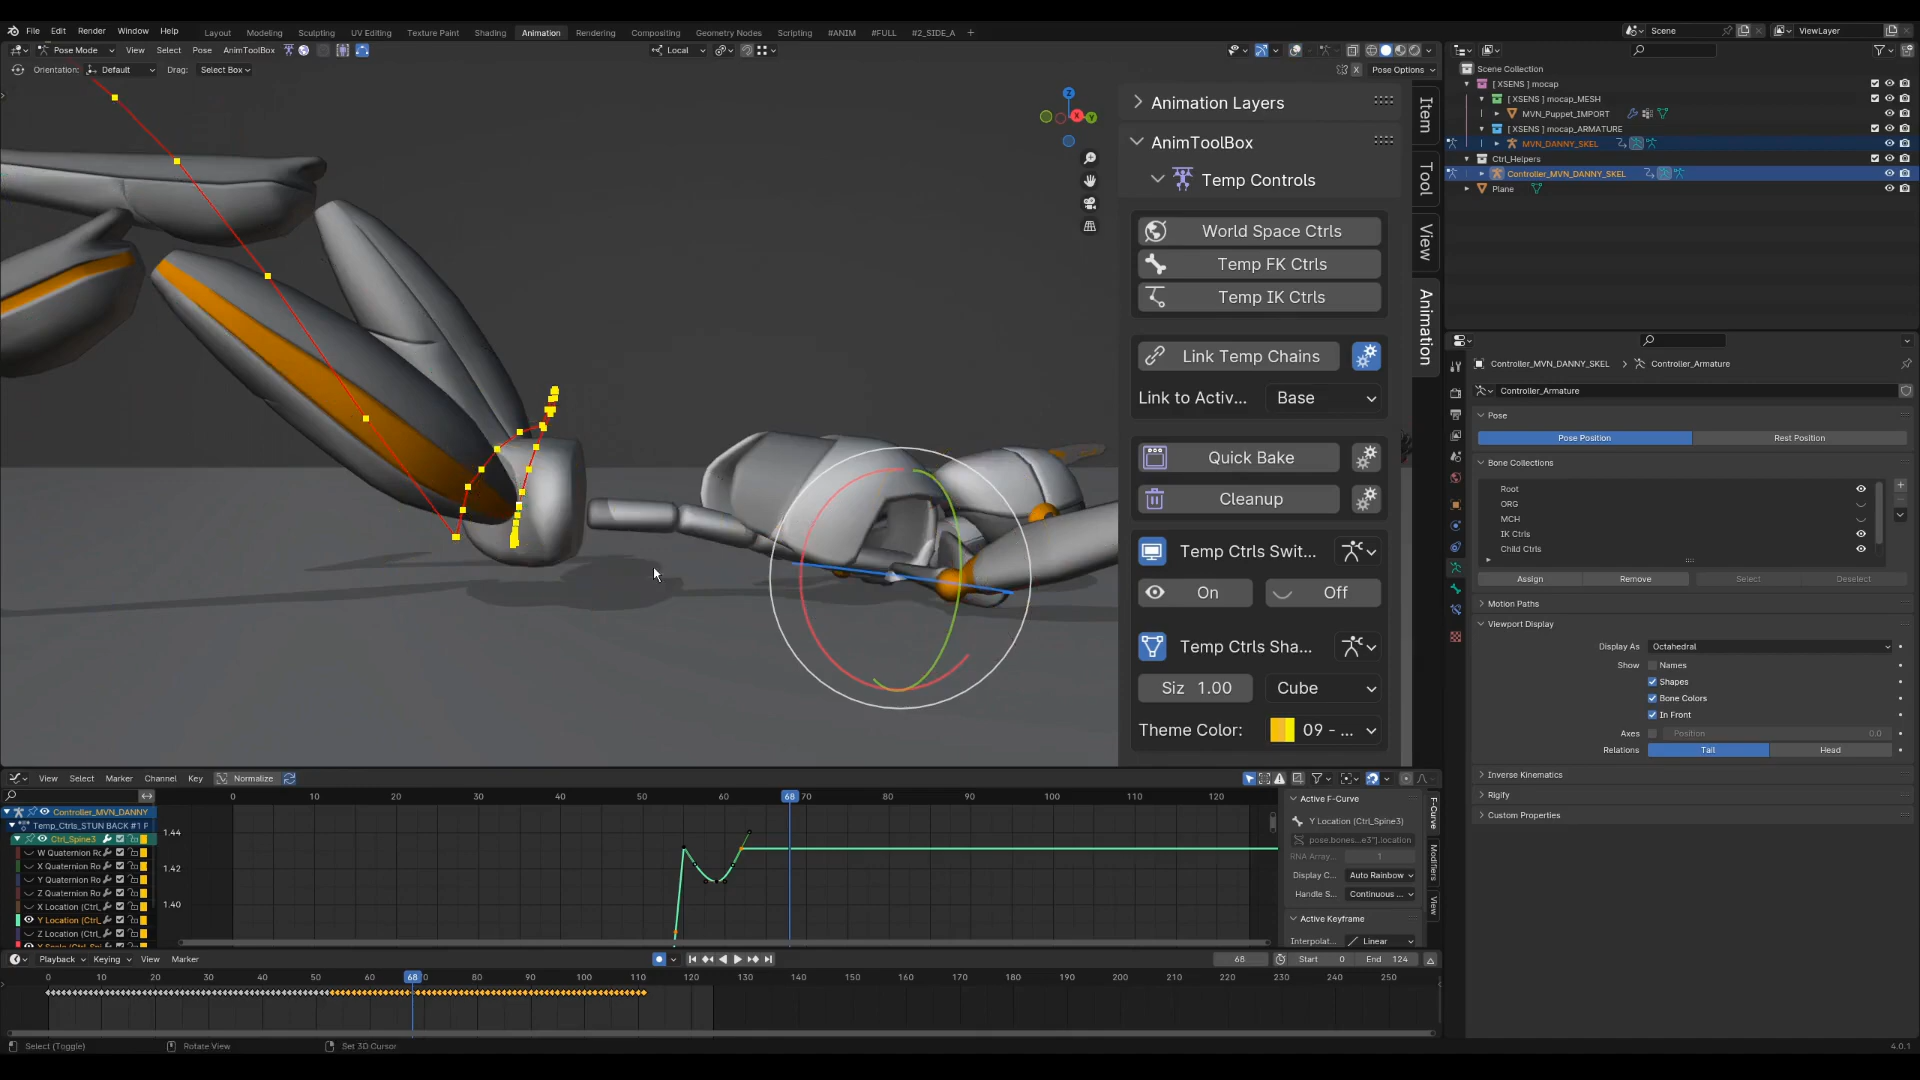 File Edit Render Window Help
Layout Modeling Sculpting UV Editing Texture Paint Shading Animation Rendering Compositing Geometry Nodes Scripting #ANIM #FULL #2_SIDE_A +
Scene
ViewLayer
Pose Mode View Select Pose AnimToolBox
Local
Orientation: Default Drag: Select Box
X Pose Options
Z
X
Y
Animation Layers
AnimToolBox
Temp Controls
World Space Ctrls
Temp FK Ctrls
Temp IK Ctrls
Link Temp Chains
Link to Activ... Base
Quick Bake
Cleanup
Temp Ctrls Swit...
On Off
Temp Ctrls Sha...
Siz 1.00 Cube
Theme Color: 09 - ...
Item
Tool
View
Animation
Scene Collection
[ XSENS ] mocap
[ XSENS ] mocap_MESH
MVN_Puppet_IMPORT
[ XSENS ] mocap_ARMATURE
MVN_DANNY_SKEL
Ctrl_Helpers
Controller_MVN_DANNY_SKEL
Plane
Controller_MVN_DANNY_SKEL > Controller_Armature
Controller_Armature
Pose
Pose Position Rest Position
Bone Collections
Root
ORG
MCH
IK Ctrls
Child Ctrls
Assign Remove Select Deselect
Motion Paths
Viewport Display
Display As Octahedral
Show Names
Shapes
Bone Colors
In Front
Axes Position 0.0
Relations Tail Head
Inverse Kinematics
Rigify
Custom Properties
View Select Marker Channel Key Normalize
0 10 20 30 40 50 60 68 70 80 90 100 110 120
Controller_MVN_DANNY
Temp_Ctrls_STUN BACK #1 F
Ctrl_Spine3
W Quaternion Ro
X Quaternion Ro
Y Quaternion Ro
Z Quaternion Ro
X Location (Ctrl_
Y Location (Ctrl_
Z Location (Ctrl_
1.44
1.42
1.40
Active F-Curve
Y Location (Ctrl_Spine3)
pose.bones...e3"].location
RNA Array... 1
Display C... Auto Rainbow
Handle S... Continuous ...
Active Keyframe
Interpolat... Linear
F-Curve
Modifiers
View
Playback Keying View Marker
68 Start 0 End 124
0 10 20 30 40 50 60 68 0 80 90 100 110 120 130 140 150 160 170 180 190 200 210 220 230 240 250
Select (Toggle) Rotate View Set 3D Cursor
4.0.1